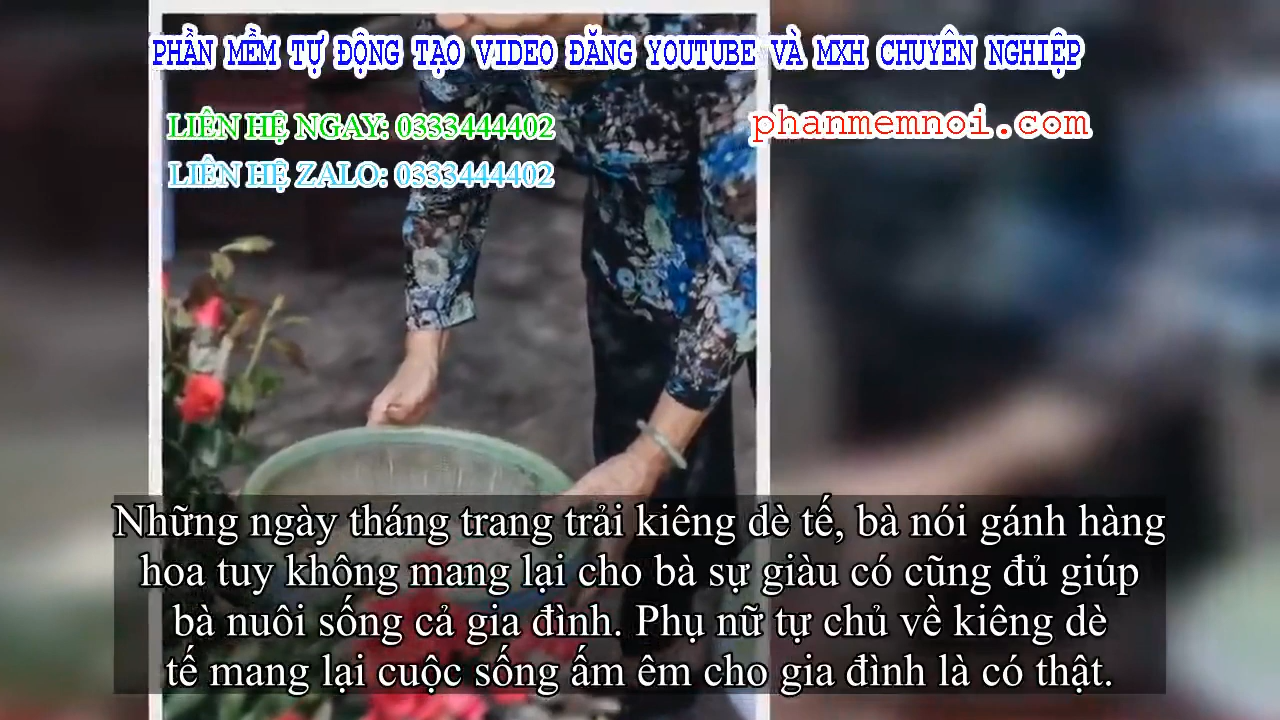 PHẦN MỀM TỰ ĐỘNG TẠO VIDEO ĐĂNG YOUTUBE VÀ MXH CHUYÊN NGHIỆP
LIÊN HỆ NGAY: 0333444402
phanmemnoi.com
LIÊN HỆ ZALO: 0333444402
Những ngày tháng trang trải kiêng dè tế, bà nói gánh hàng
hoa tuy không mang lại cho bà sự giàu có cũng đủ giúp
bà nuôi sống cả gia đình. Phụ nữ tự chủ về kiêng dè
tế mang lại cuộc sống ấm êm cho gia đình là có thật.